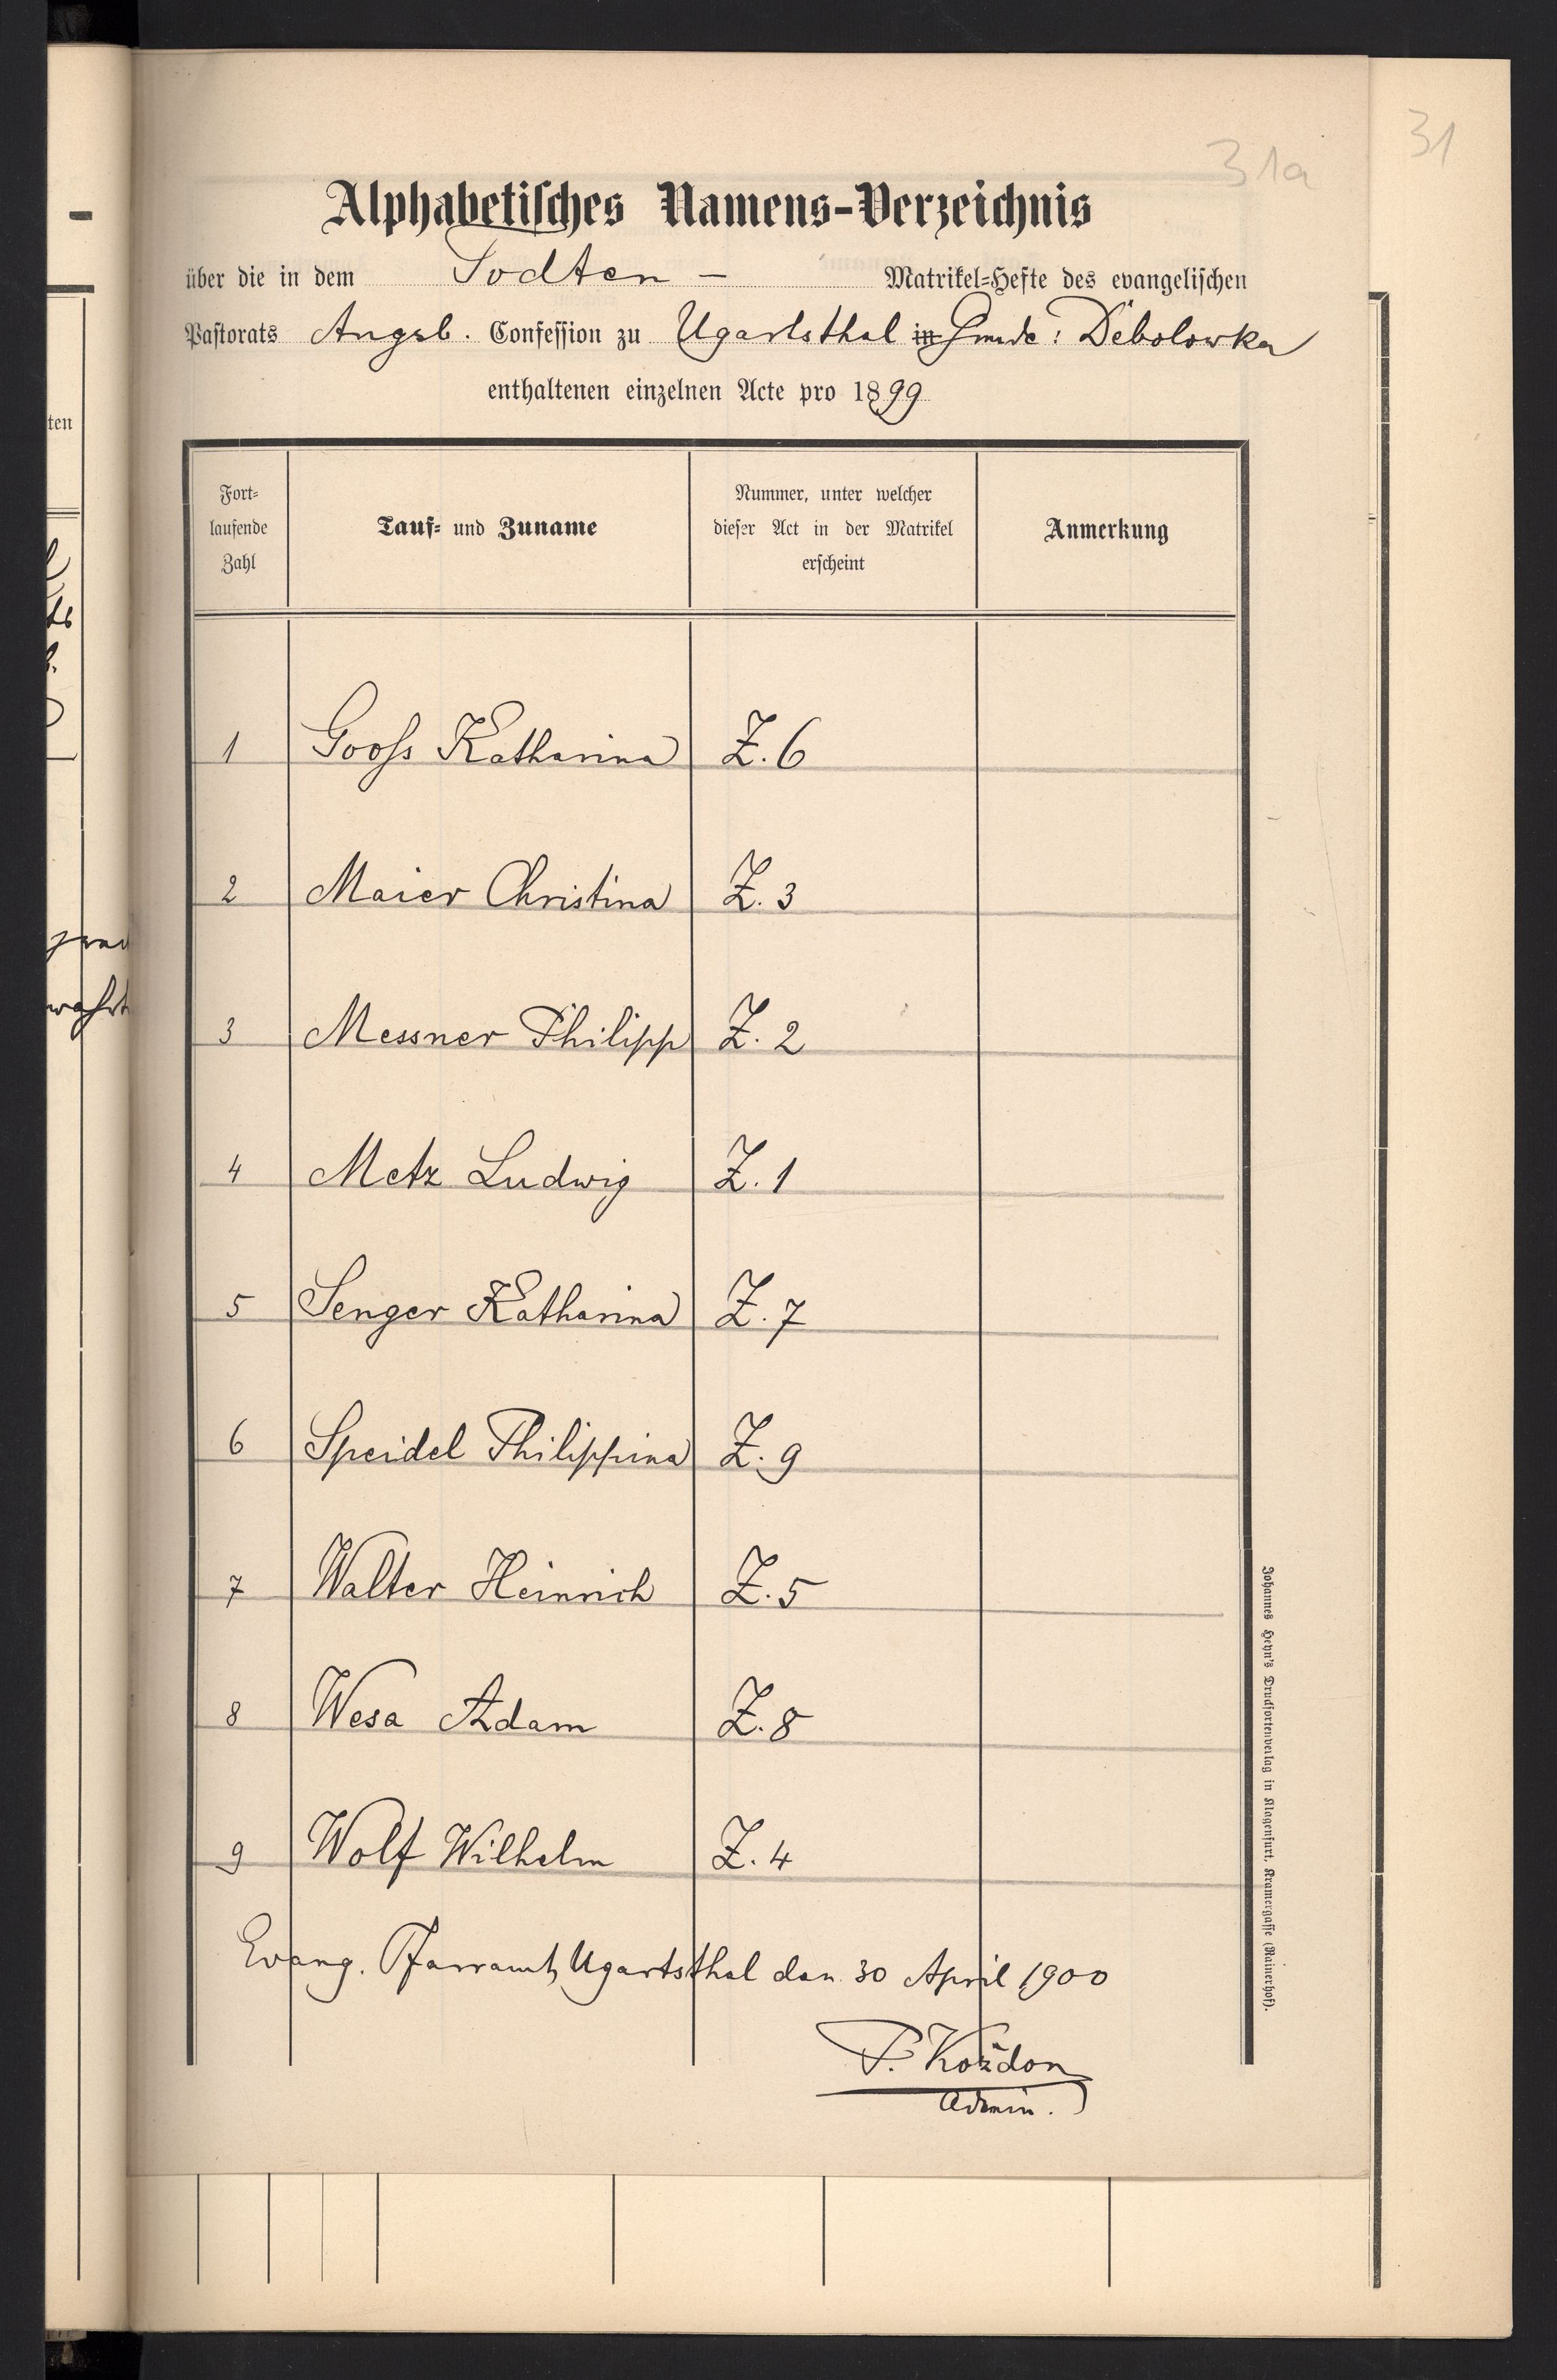 31
31a
Alphabetiſches Namens-Verzeichnis
über die in dem Todten – Matrikel-Hefte des evangeliſchen
Paſtorats Augsb. Confeſſion zu Ugartsthal in Gmde: Debolowka
enthaltenen einzelnen Acte pro 1899
Fort-
laufende
Zahl
Tauf- und Zuname
Nummer, unter welcher
dieſer Act in der Matrikel
erſcheint
Anmerkung
1 Gooſs Katharina Z. 6
2 Maier Christina Z. 3
3 Messner Philipp Z. 2
4 Metz Ludwig Z. 1
5 Senger Katharina Z. 7
6 Speidel Philippina Z. 9
7 Walter Heinrich Z. 5
8 Wesa Adam Z. 8
9 Wolf Wilhelm Z. 4
Evang. Pfarramt Ugartsthal den 30 April 1900
P. Koždon
Admin.
Johannes Heyn's Druckſortenverlag in Klagenfurt, Kramergaſſe (Rainerhof).
ten